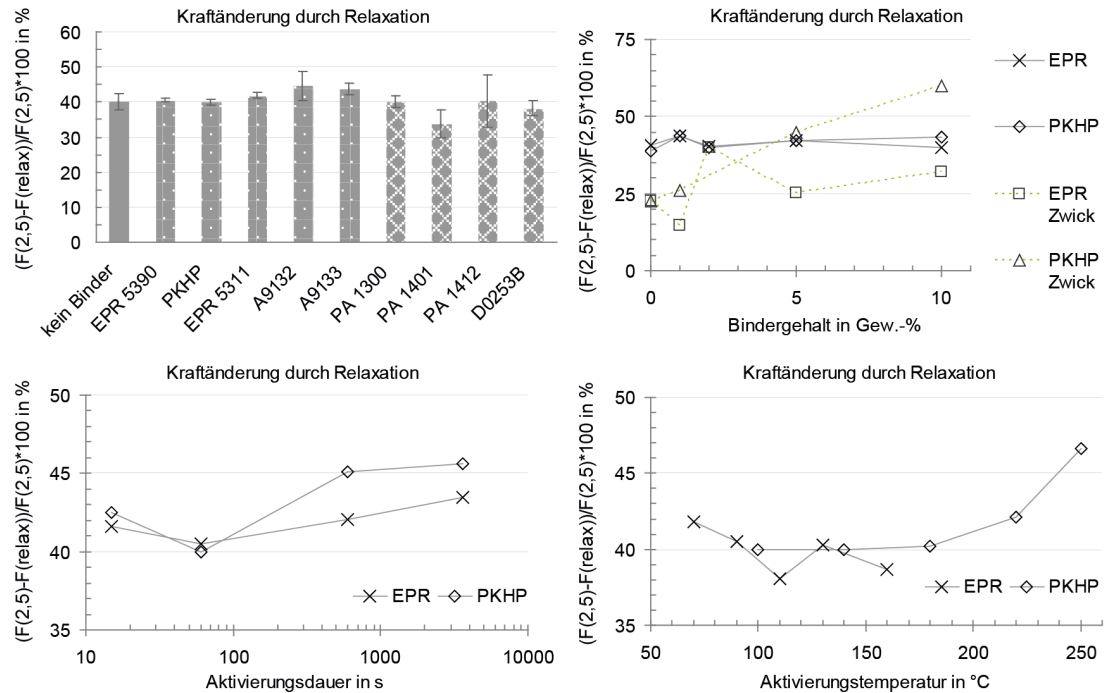 Kraftänderung durch Relaxation
(F(2,5)-F(relax))/F(2,5)*100 in %
60
50
40
30
20
10
0
kein Binder
EPR 5390
PKHP
EPR 5311
A9132
A9133
PA 1300
PA 1401
PA 1412
D0253B
Kraftänderung durch Relaxation
(F(2,5)-F(relax))/F(2,5)*100 in %
75
50
25
0
0
5
10
Bindergehalt in Gew.-%
EPR
PKHP
EPR
Zwick
PKHP
Zwick
Kraftänderung durch Relaxation
(F(2,5)-F(relax))/F(2,5)*100 in %
50
45
40
35
10
100
1000
10000
EPR
PKHP
Aktivierungsdauer in s
Kraftänderung durch Relaxation
(F(2,5)-F(relax))/F(2,5)*100 in %
50
45
40
35
50
100
150
200
250
EPR
PKHP
Aktivierungstemperatur in °C